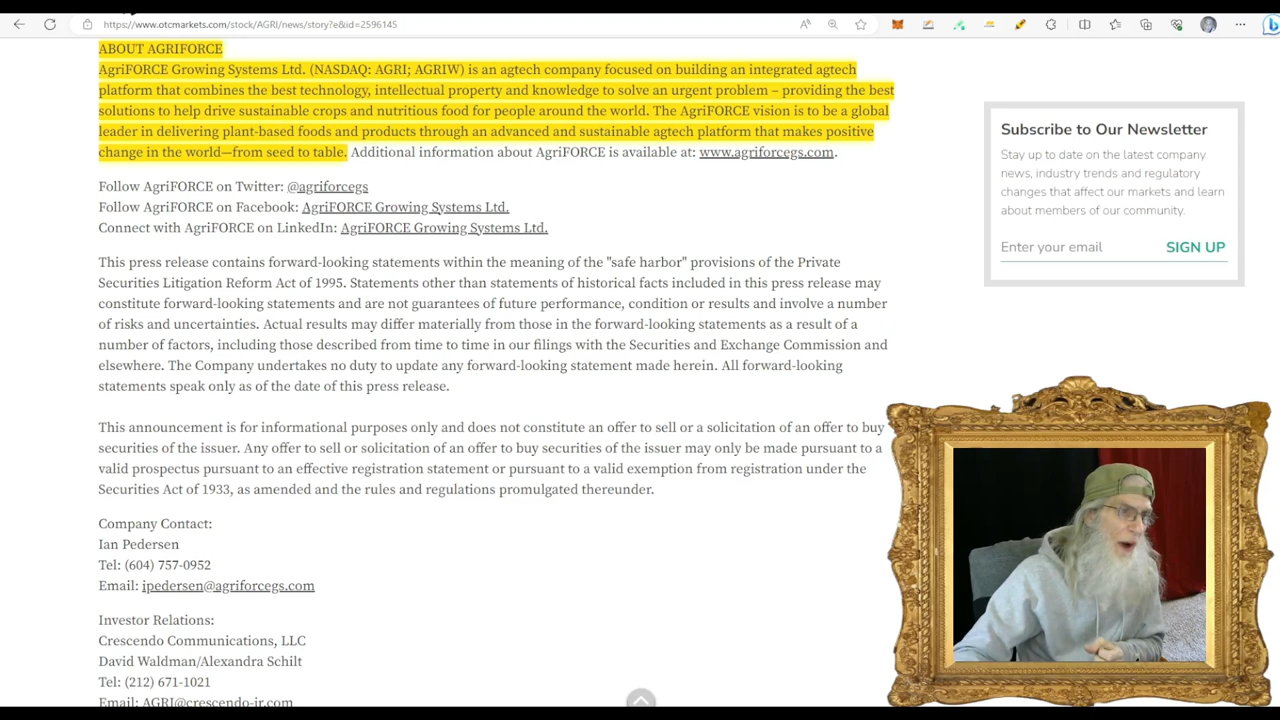 https://www.otcmarkets.com/stock/AGRI/news/story?e&id=2596145
ABOUT AGRIFORCE
AgriFORCE Growing Systems Ltd. (NASDAQ: AGRI; AGRIW) is an agtech company focused on building an integrated agtech
platform that combines the best technology, intellectual property and knowledge to solve an urgent problem – providing the best
solutions to help drive sustainable crops and nutritious food for people around the world. The AgriFORCE vision is to be a global
leader in delivering plant-based foods and products through an advanced and sustainable agtech platform that makes positive
change in the world—from seed to table. Additional information about AgriFORCE is available at: www.agriforcegs.com.
Follow AgriFORCE on Twitter: @agriforcegs
Follow AgriFORCE on Facebook: AgriFORCE Growing Systems Ltd.
Connect with AgriFORCE on LinkedIn: AgriFORCE Growing Systems Ltd.
This press release contains forward-looking statements within the meaning of the "safe harbor" provisions of the Private
Securities Litigation Reform Act of 1995. Statements other than statements of historical facts included in this press release may
constitute forward-looking statements and are not guarantees of future performance, condition or results and involve a number
of risks and uncertainties. Actual results may differ materially from those in the forward-looking statements as a result of a
number of factors, including those described from time to time in our filings with the Securities and Exchange Commission and
elsewhere. The Company undertakes no duty to update any forward-looking statement made herein. All forward-looking
statements speak only as of the date of this press release.
This announcement is for informational purposes only and does not constitute an offer to sell or a solicitation of an offer to buy
securities of the issuer. Any offer to sell or solicitation of an offer to buy securities of the issuer may only be made pursuant to a
valid prospectus pursuant to an effective registration statement or pursuant to a valid exemption from registration under the
Securities Act of 1933, as amended and the rules and regulations promulgated thereunder.
Company Contact:
Ian Pedersen
Tel: (604) 757-0952
Email: ipedersen@agriforcegs.com
Investor Relations:
Crescendo Communications, LLC
David Waldman/Alexandra Schilt
Tel: (212) 671-1021
Email: AGRI@crescendo-ir.com
Subscribe to Our Newsletter
Stay up to date on the latest company
news, industry trends and regulatory
changes that affect our markets and learn
about members of our community.
Enter your email SIGN UP